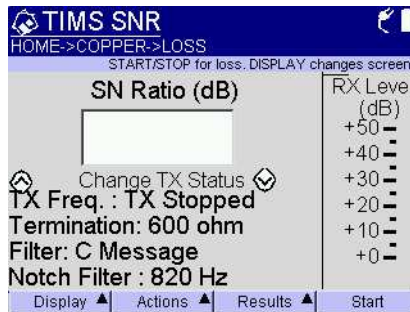 TIMS SNR
HOME->COPPER->LOSS
START/STOP for loss. DISPLAY changes screen
SN Ratio (dB)
RX Leve
(dB)
+50
+40
+30
+20
+10
+0
Change TX Status
TX Freq. : TX Stopped
Termination: 600 ohm
Filter: C Message
Notch Filter : 820 Hz
Display Actions Results Start